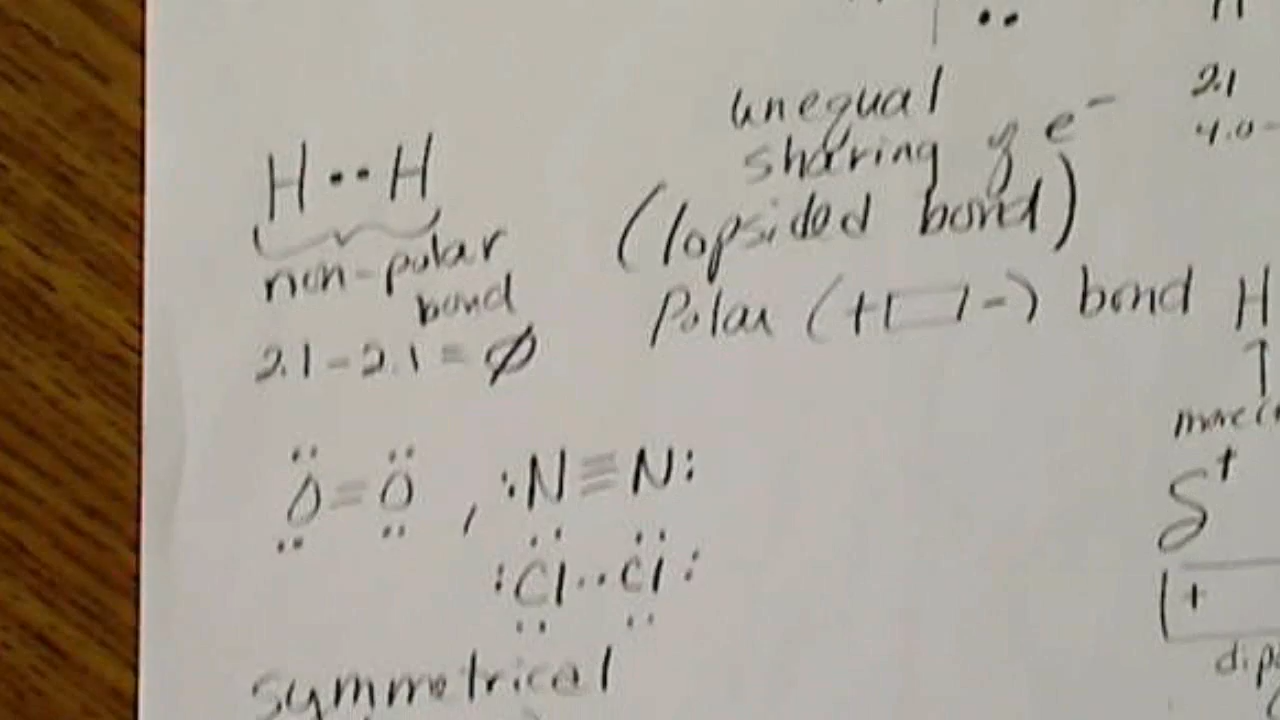 H
2.1
4.0-
unequal
sharing of e⁻
(lopsided bond)
Polar (+ -) bond H
H··H
non-polar
bond
2.1-2.1=∅
Ö=Ö, :N≡N:
:Cl··Cl:
symmetrical
↑
more
δ⁺
+